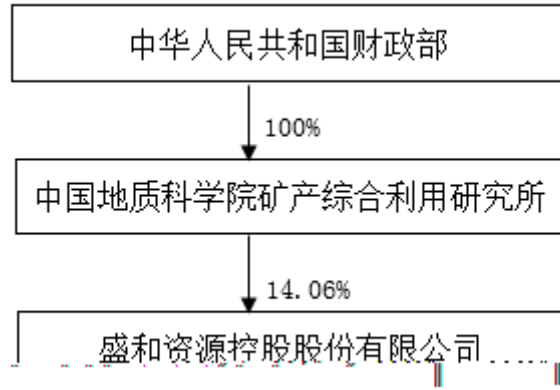 中华人民共和国财政部
100%
中国地质科学院矿产综合利用研究所
14.06%
盛和资源控股股份有限公司